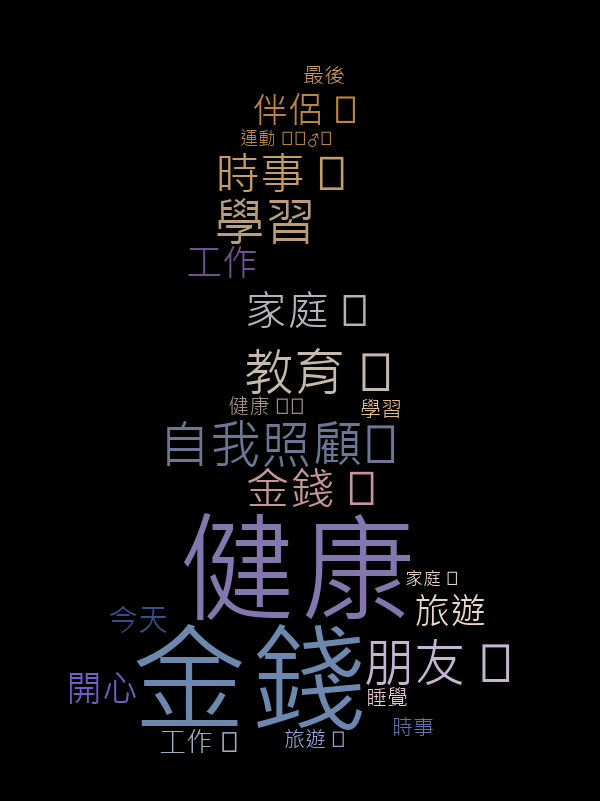 最後
伴侶 
運動 ♂
時事 
學習
工作
家庭 
教育 
健康 
學習
自我照顧
金錢 
健康
家庭 
旅遊
今天
金錢
朋友 
開心
睡覺
時事
工作 
旅遊